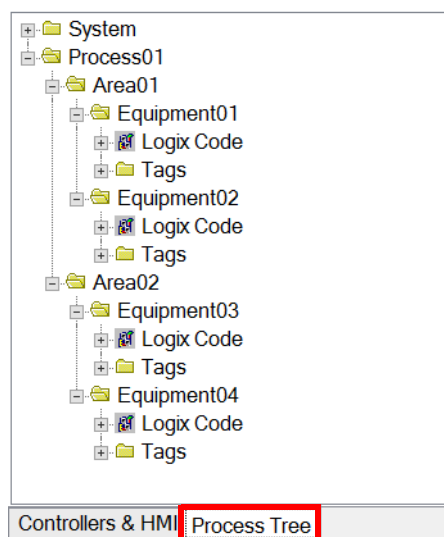 System
Process01
Area01
Equipment01
Logix Code
Tags
Equipment02
Logix Code
Tags
Area02
Equipment03
Logix Code
Tags
Equipment04
Logix Code
Tags
Controllers & HMI Process Tree